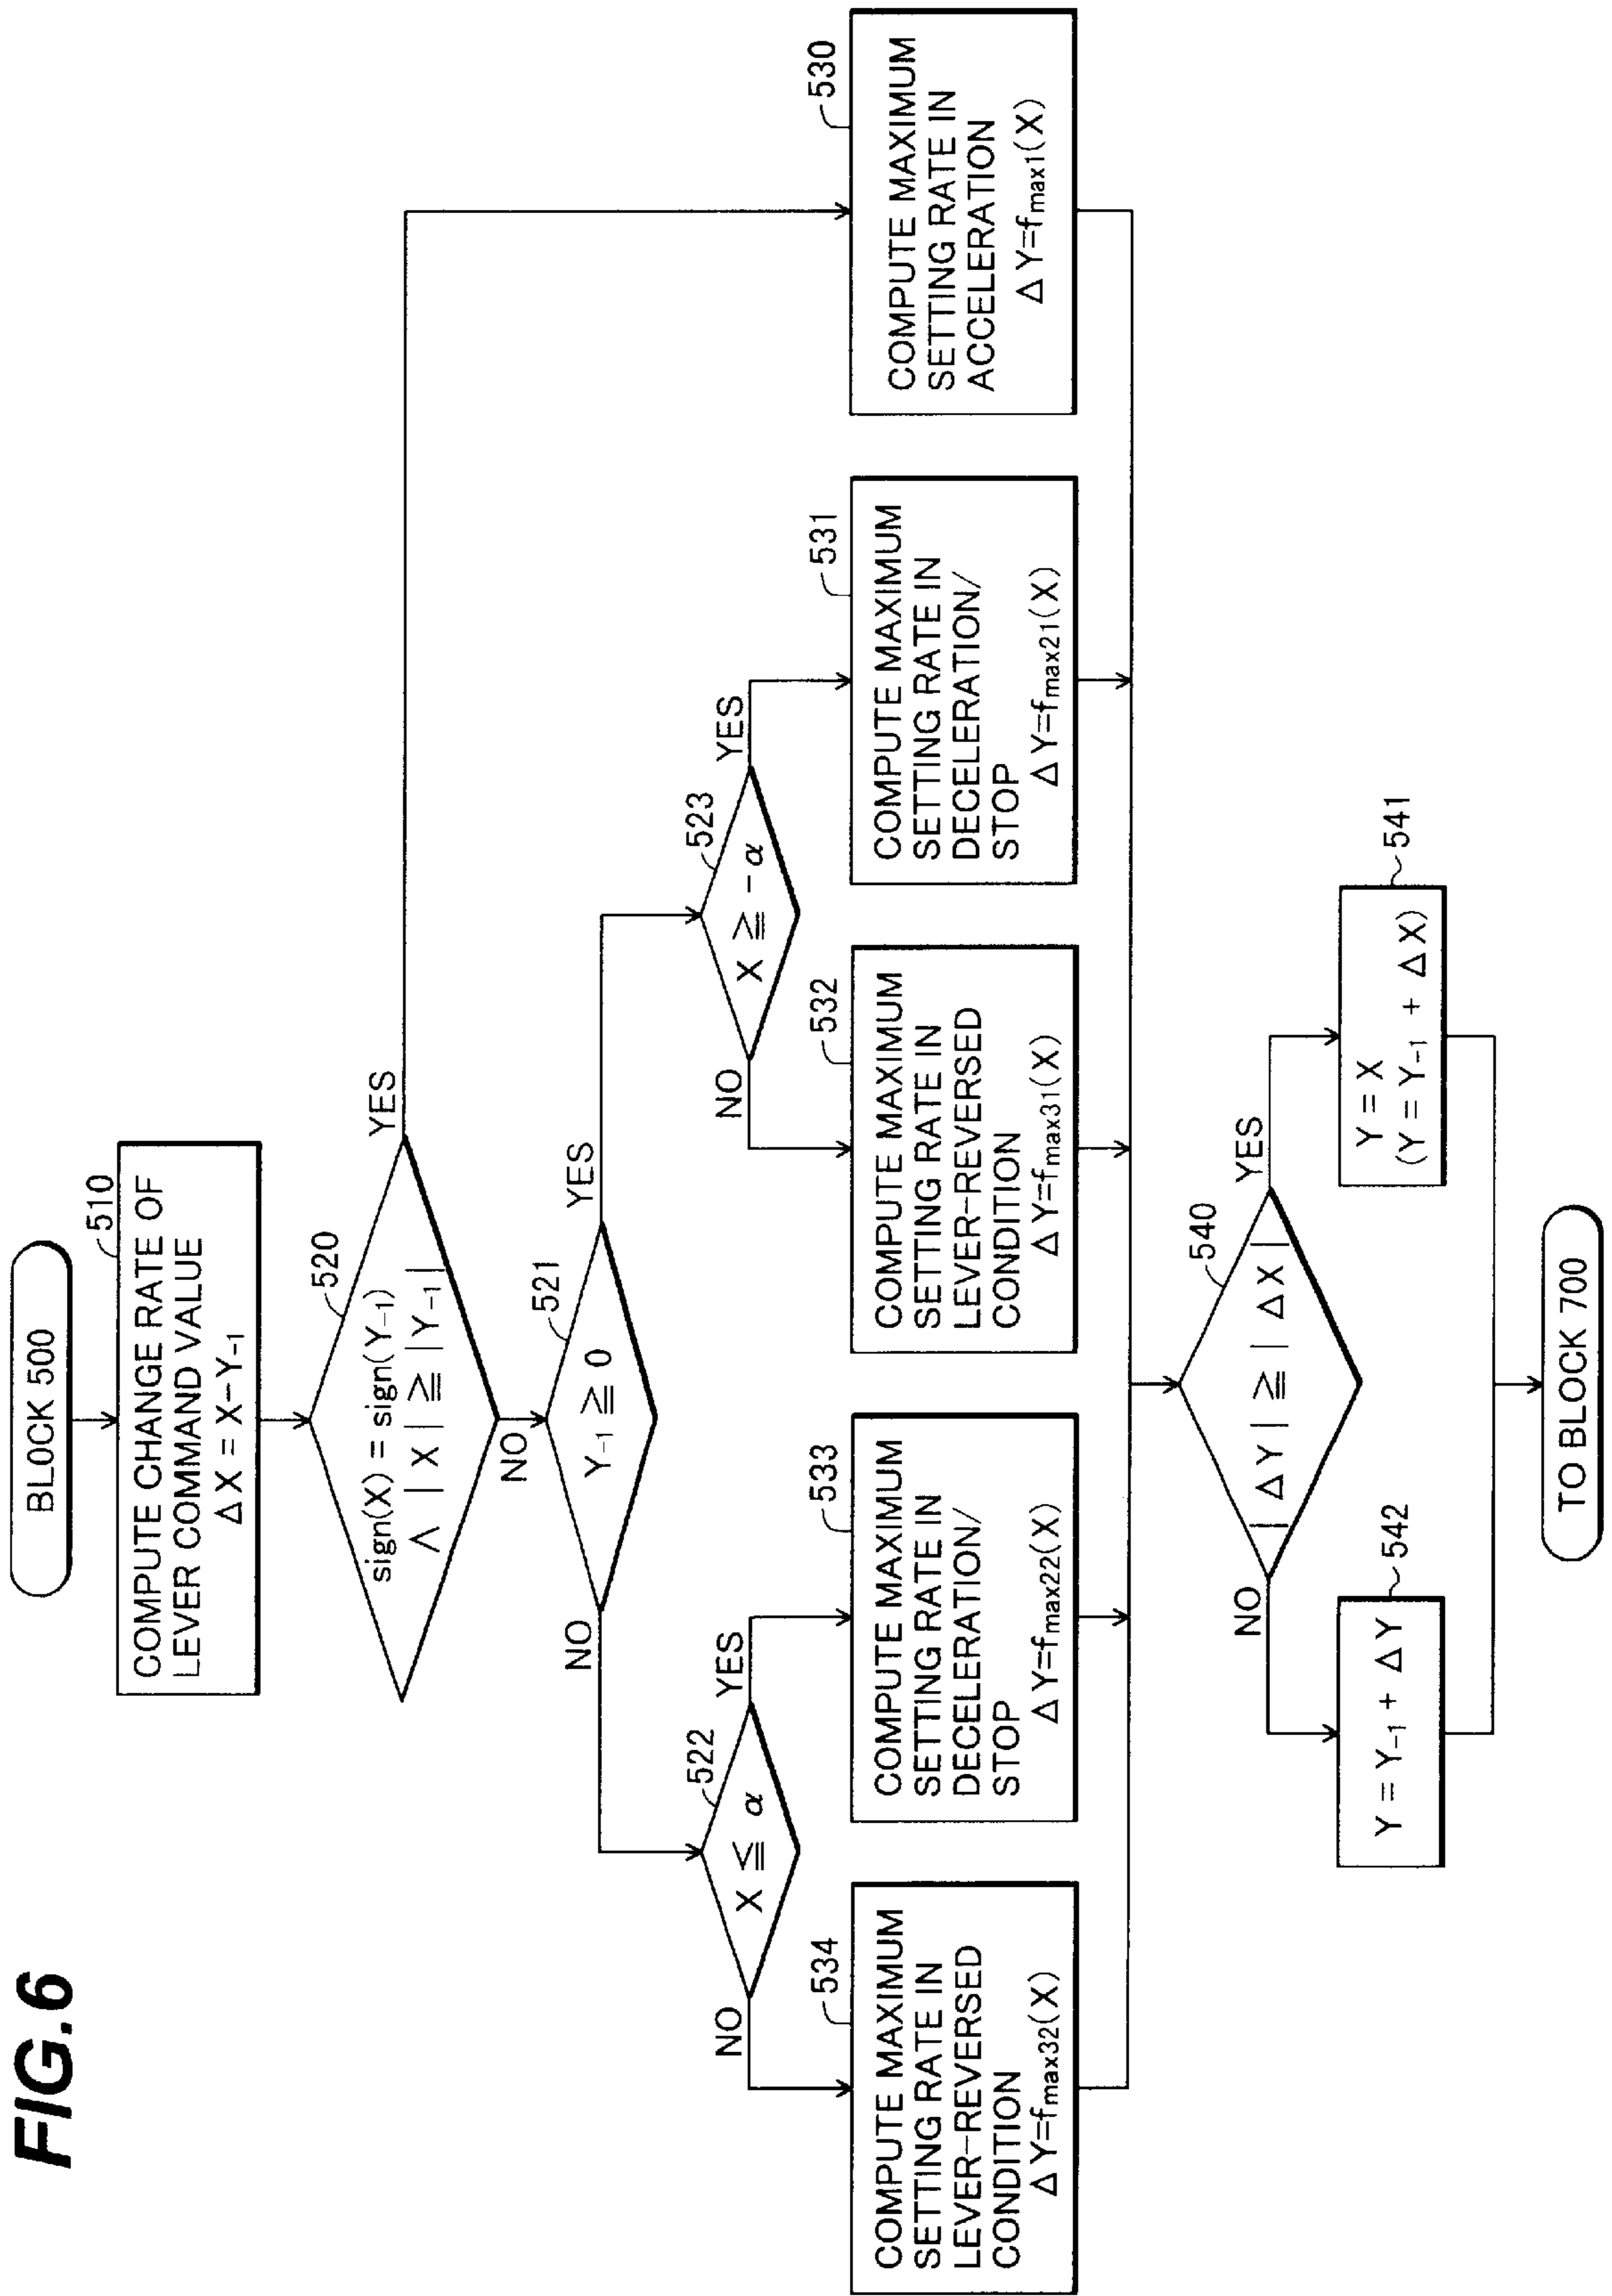 FIG.6
BLOCK 500
510
COMPUTE CHANGE RATE OF
LEVER COMMAND VALUE
ΔX = X-Y₋₁
520
sign(X) = sign(Y₋₁)
∧ |X| ≧ |Y₋₁|
YES
NO
521
Y₋₁ ≧ 0
NO
YES
522
X ≦ α
NO
YES
523
X ≧ -α
NO
YES
534
COMPUTE MAXIMUM
SETTING RATE IN
LEVER-REVERSED
CONDITION
ΔY=fmax32(X)
533
COMPUTE MAXIMUM
SETTING RATE IN
DECELERATION/
STOP
ΔY=fmax22(X)
532
COMPUTE MAXIMUM
SETTING RATE IN
LEVER-REVERSED
CONDITION
ΔY=fmax31(X)
531
COMPUTE MAXIMUM
SETTING RATE IN
DECELERATION/
STOP
ΔY=fmax21(X)
530
COMPUTE MAXIMUM
SETTING RATE IN
ACCELERATION
ΔY=fmax1(X)
540
|ΔY| ≧ |ΔX|
NO
YES
542
Y = Y₋₁ + ΔY
541
Y = X
(Y = Y₋₁ + ΔX)
TO BLOCK 700